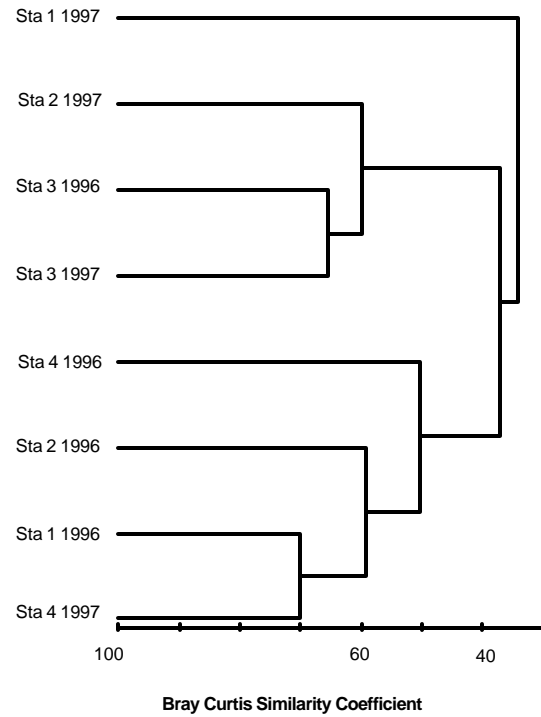 Sta 1 1997
Sta 2 1997
Sta 3 1996
Sta 3 1997
Sta 4 1996
Sta 2 1996
Sta 1 1996
Sta 4 1997
100 60 40
Bray Curtis Similarity Coefficient